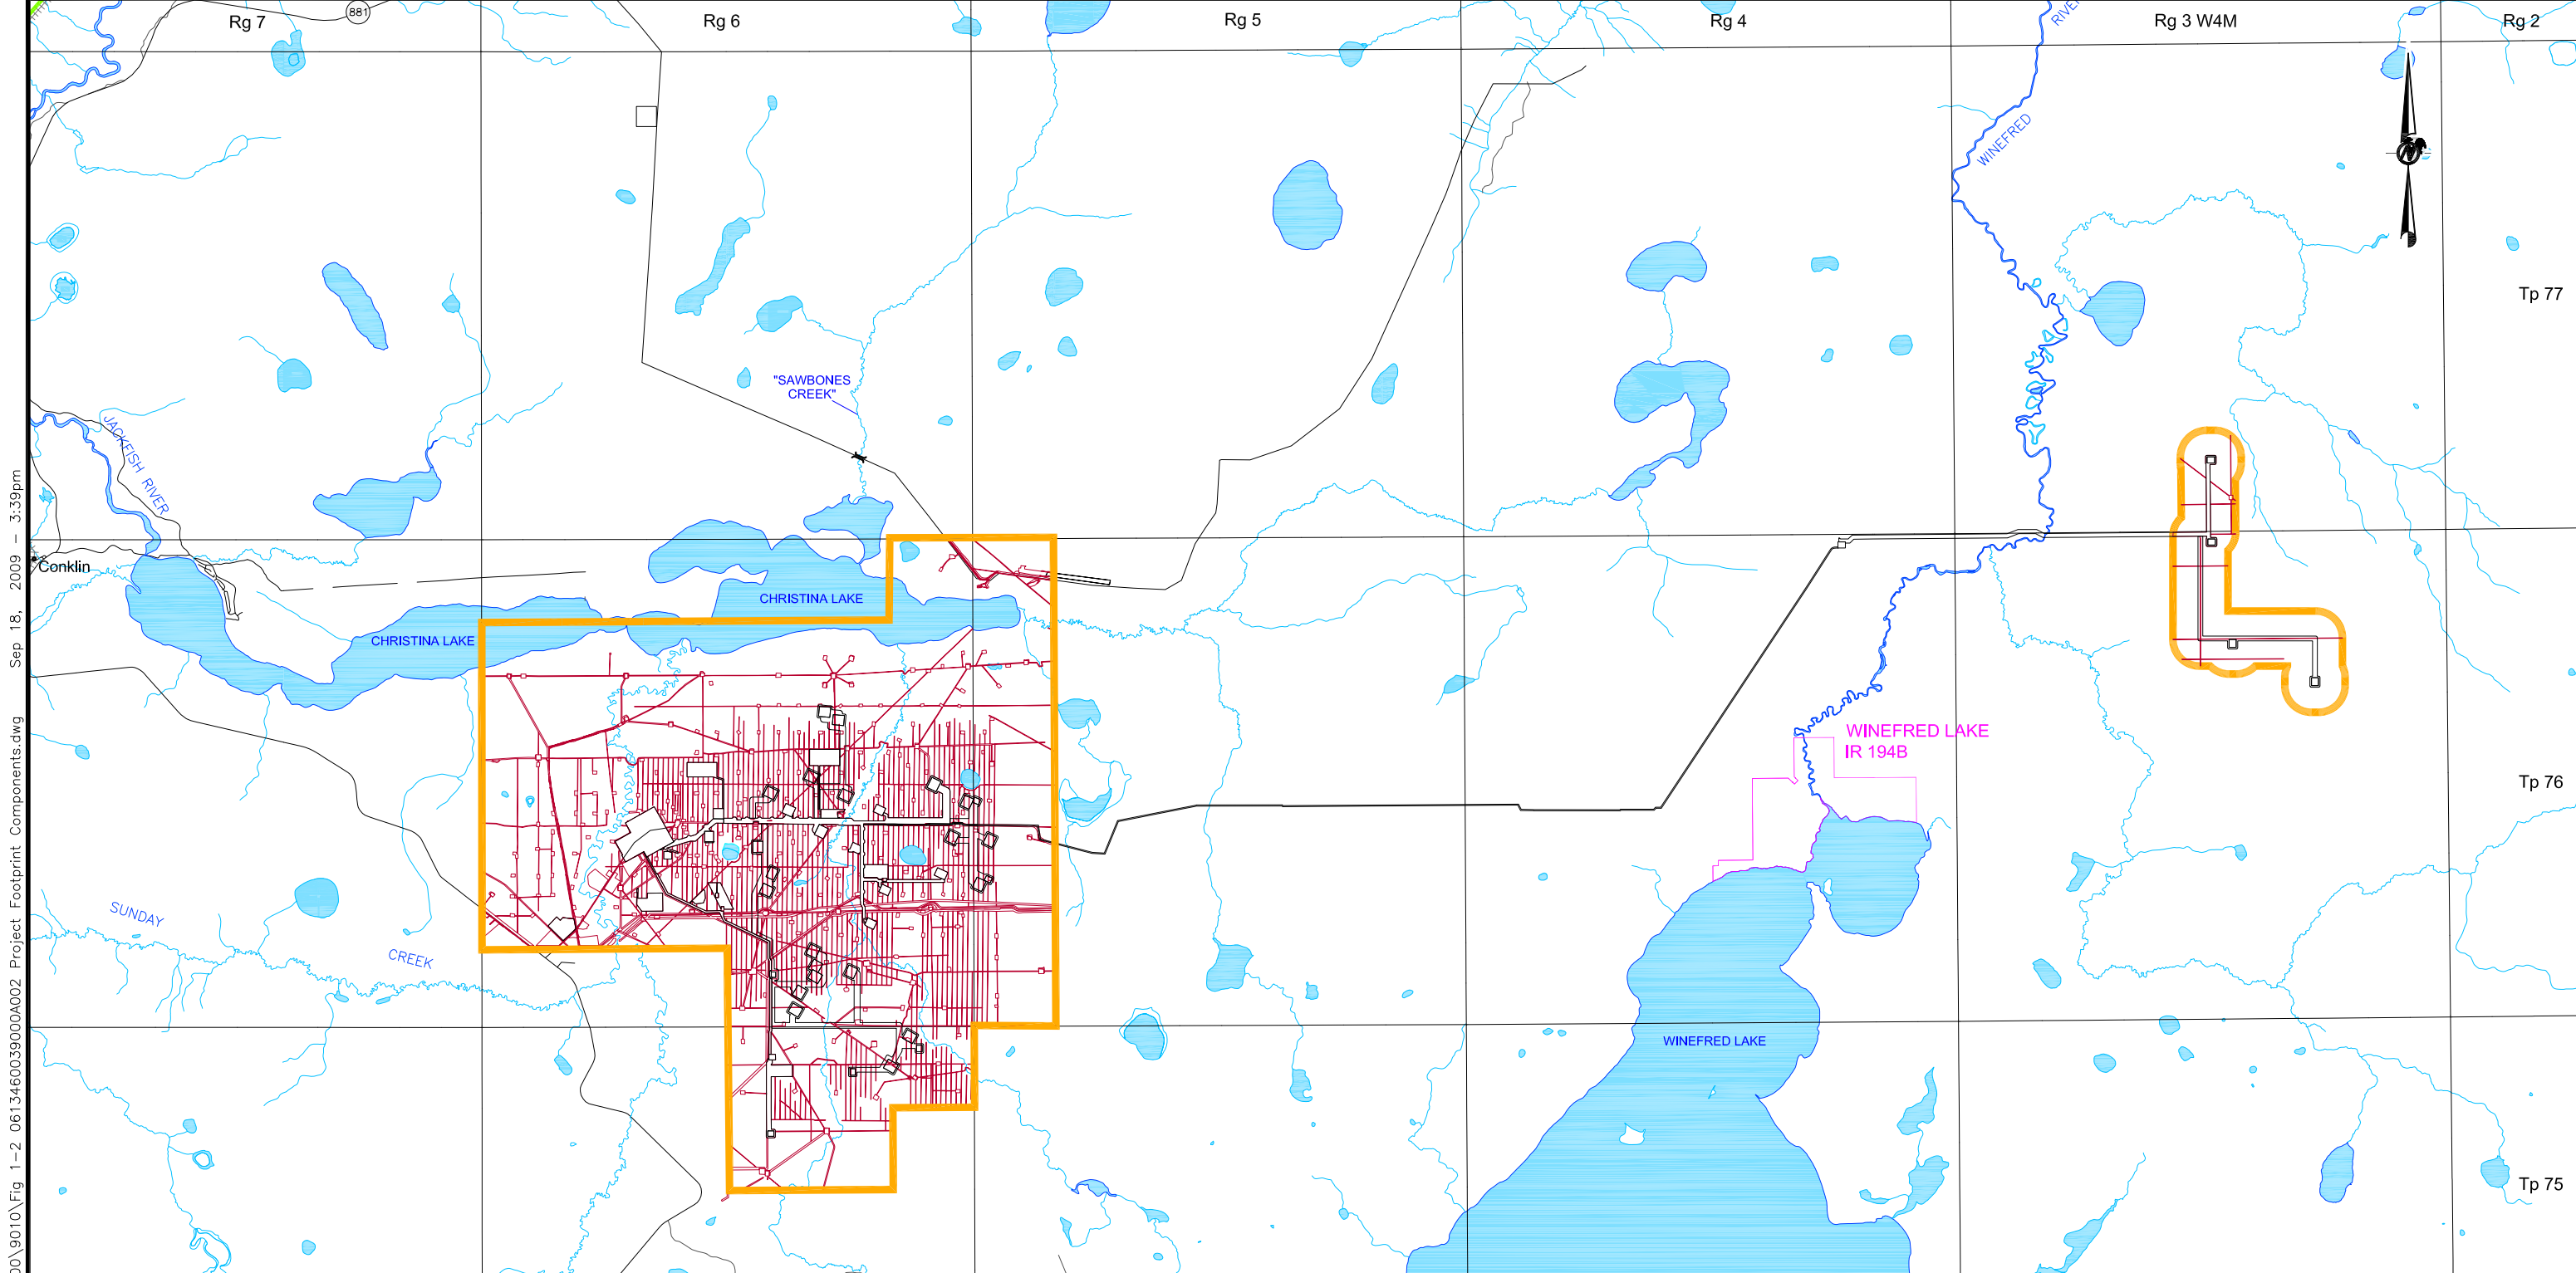 Rg 7
881
Rg 6
Rg 5
Rg 4
RIVER
Rg 3 W4M
Rg 2
WINEFRED
Tp 77
"SAWBONES
CREEK"
JACKFISH RIVER
Conklin
CHRISTINA LAKE
CHRISTINA LAKE
WINEFRED LAKE
IR 194B
Tp 76
SUNDAY
CREEK
WINEFRED LAKE
Tp 75
00\9010\Fig 1-2 06134600390000A002 Project Footprint Components.dwg Sep 18, 2009 - 3:39pm